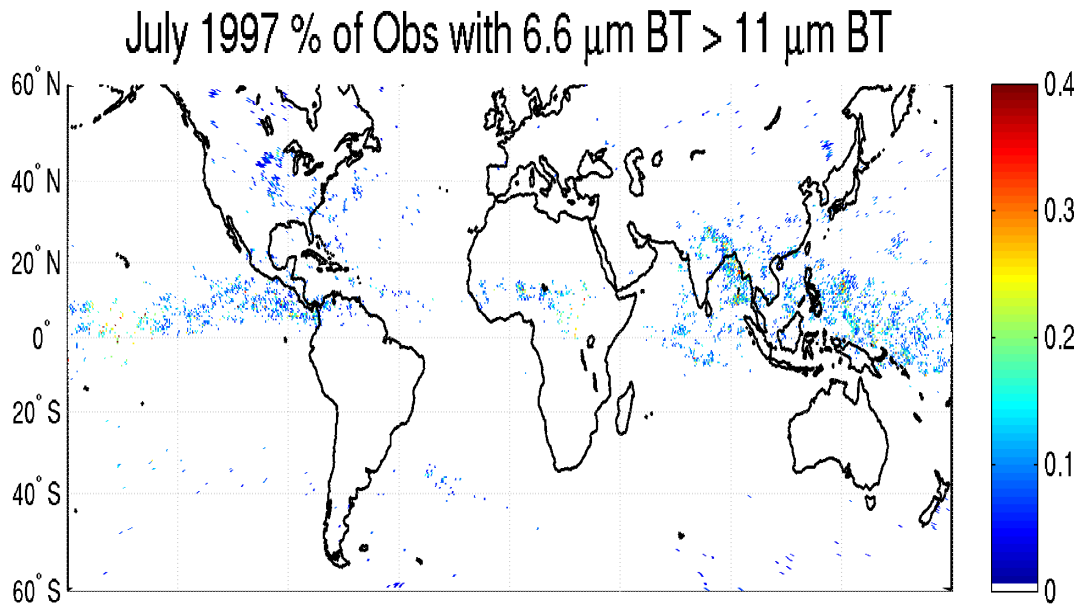 July 1997 % of Obs with 6.6 μm BT > 11 μm BT
60° N
40° N
20° N
0°
20° S
40° S
60° S
0.4
0.3
0.2
0.1
0